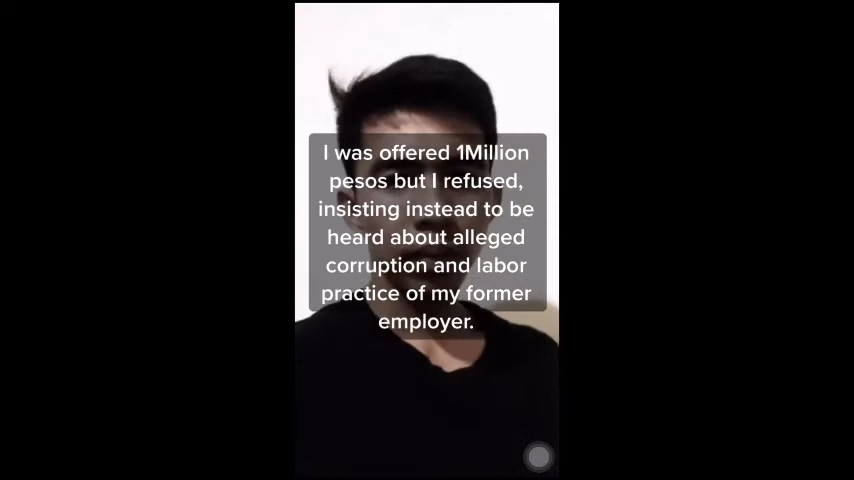 I was offered 1Million
pesos but I refused,
insisting instead to be
heard about alleged
corruption and labor
practice of my former
employer.